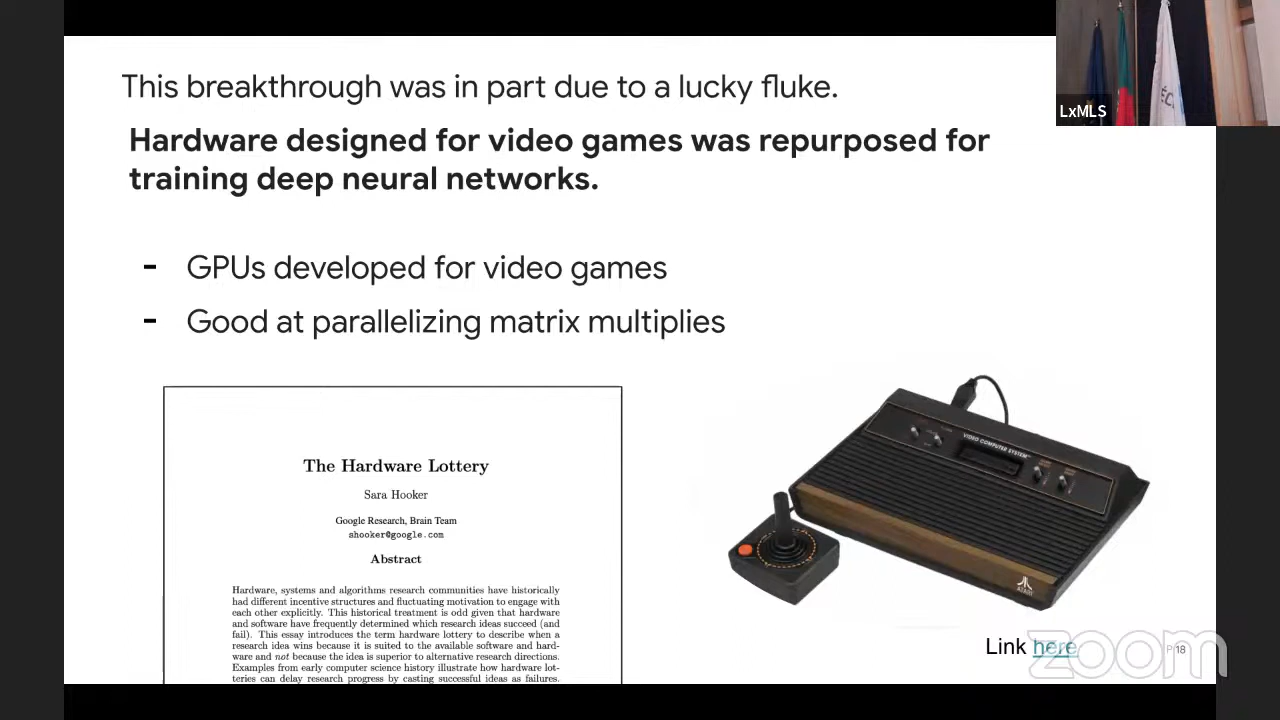 This breakthrough was in part due to a lucky fluke.
LxMLS
Hardware designed for video games was repurposed for
training deep neural networks.
- GPUs developed for video games
- Good at parallelizing matrix multiplies
The Hardware Lottery
Sara Hooker
Google Research, Brain Team
shooker@google.com
Abstract
Hardware, systems and algorithms research communities have historically
had different incentive structures and fluctuating motivation to engage with
each other explicitly. This historical treatment is odd given that hardware
and software have frequently determined which research ideas succeed (and
fail). This essay introduces the term hardware lottery to describe when a
research idea wins because it is suited to the available software and hard-
ware and not because the idea is superior to alternative research directions.
Examples from early computer science history illustrate how hardware lot-
teries can delay research progress by casting successful ideas as failures.
VIDEO COMPUTER SYSTEM
ATARI
Link here
zoom
P 18